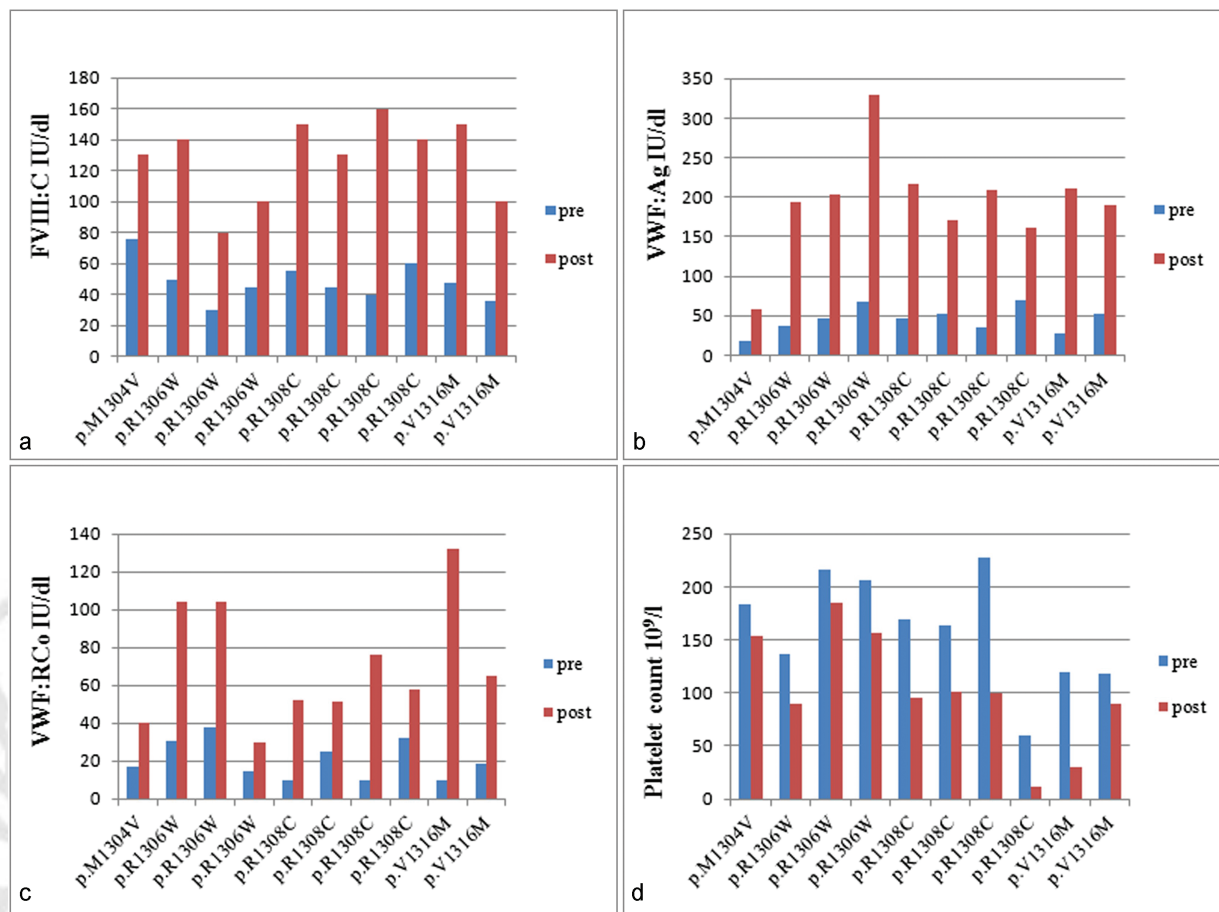 FVIII:C IU/dl
180
160
140
120
100
80
60
40
20
0
p.M1304V
p.R1306W
p.R1306W
p.R1306W
p.R1308C
p.R1308C
p.R1308C
p.R1308C
p.V1316M
p.V1316M
pre
post
a
VWF:Ag IU/dl
350
300
250
200
150
100
50
0
p.M1304V
p.R1306W
p.R1306W
p.R1306W
p.R1308C
p.R1308C
p.R1308C
p.R1308C
p.V1316M
p.V1316M
pre
post
b
VWF:RCo IU/dl
140
120
100
80
60
40
20
0
p.M1304V
p.R1306W
p.R1306W
p.R1306W
p.R1308C
p.R1308C
p.R1308C
p.R1308C
p.V1316M
p.V1316M
pre
post
c
Platelet count 10⁹/l
250
200
150
100
50
0
p.M1304V
p.R1306W
p.R1306W
p.R1306W
p.R1308C
p.R1308C
p.R1308C
p.R1308C
p.V1316M
p.V1316M
pre
post
d